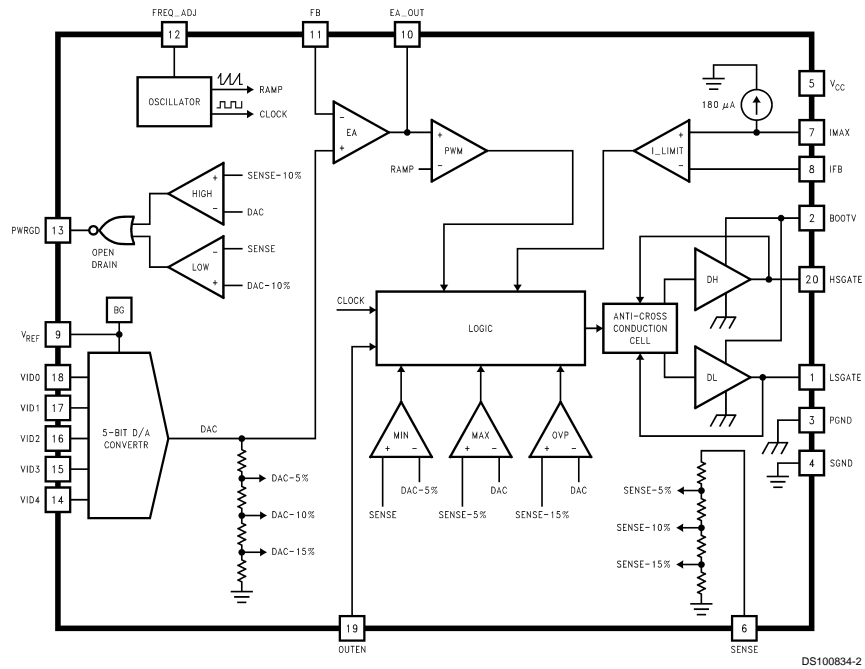 FREQ_ADJ
FB
EA_OUT
12
11
10
OSCILLATOR
RAMP
CLOCK
EA
-
+
PWM
+
-
RAMP
180 μA
I_LIMIT
+
-
5
VCC
7
IMAX
8
IFB
2
BOOTV
20
HSGATE
1
LSGATE
3
PGND
4
SGND
PWRGD
13
OPEN
DRAIN
HIGH
+
-
SENSE-10%
DAC
LOW
-
+
SENSE
DAC-10%
BG
VREF
9
VID0
18
VID1
17
VID2
16
VID3
15
VID4
14
5-BIT D/A
CONVERTR
DAC
DAC-5%
DAC-10%
DAC-15%
CLOCK
LOGIC
ANTI-CROSS
CONDUCTION
CELL
DH
DL
MIN
+ -
MAX
+ -
OVP
+ -
SENSE
DAC-5%
SENSE-5%
DAC
SENSE-15%
DAC
SENSE-5%
SENSE-10%
SENSE-15%
19
OUTEN
6
SENSE
DS100834-2